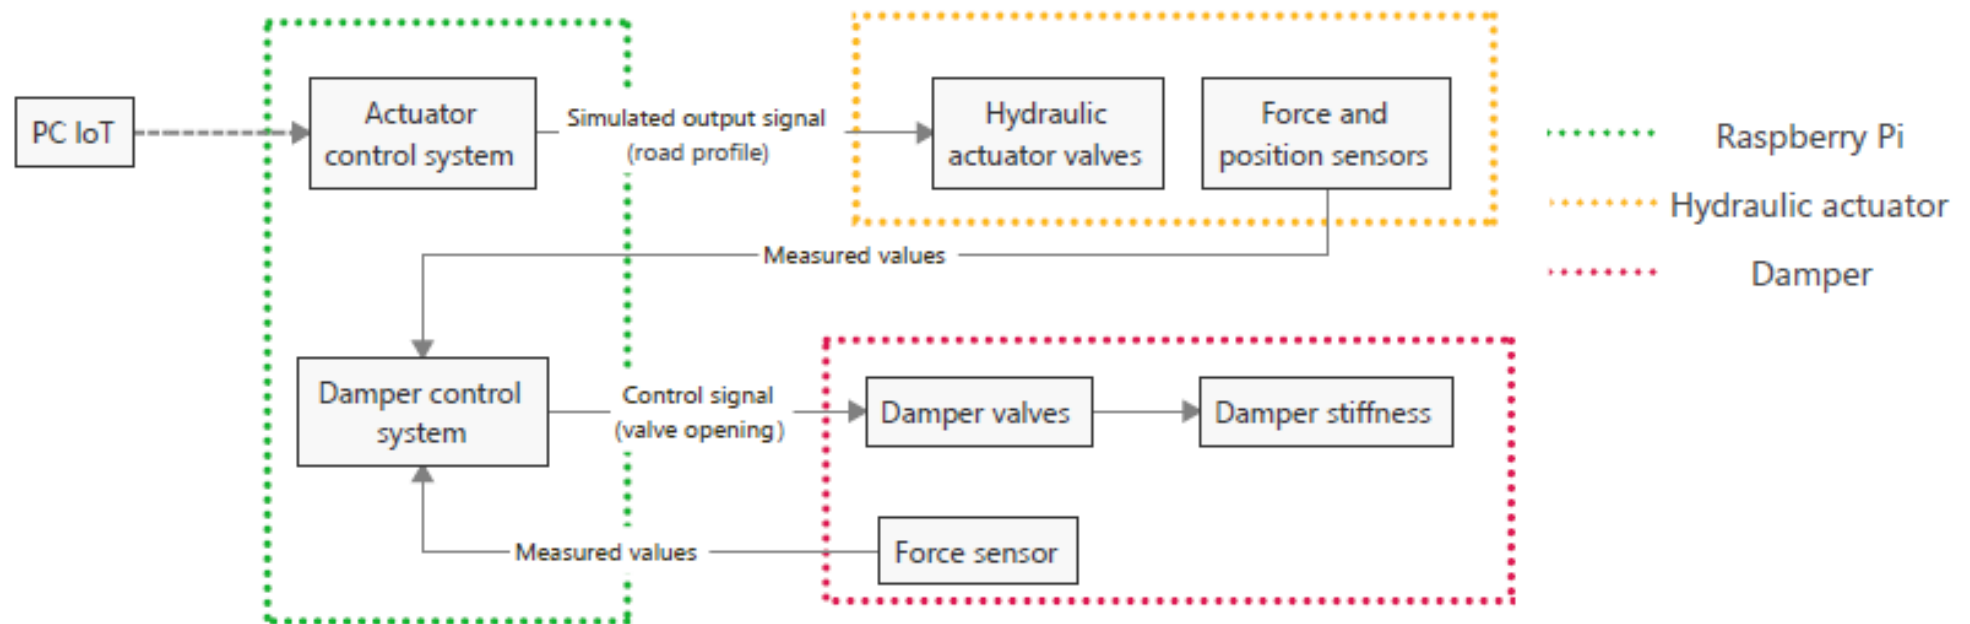 PC IoT
Actuator
control system
Simulated output signal
(road profile)
Hydraulic
actuator valves
Force and
position sensors
Raspberry Pi
Hydraulic actuator
Damper
Measured values
Damper control
system
Control signal
(valve opening)
Damper valves
Damper stiffness
Measured values
Force sensor